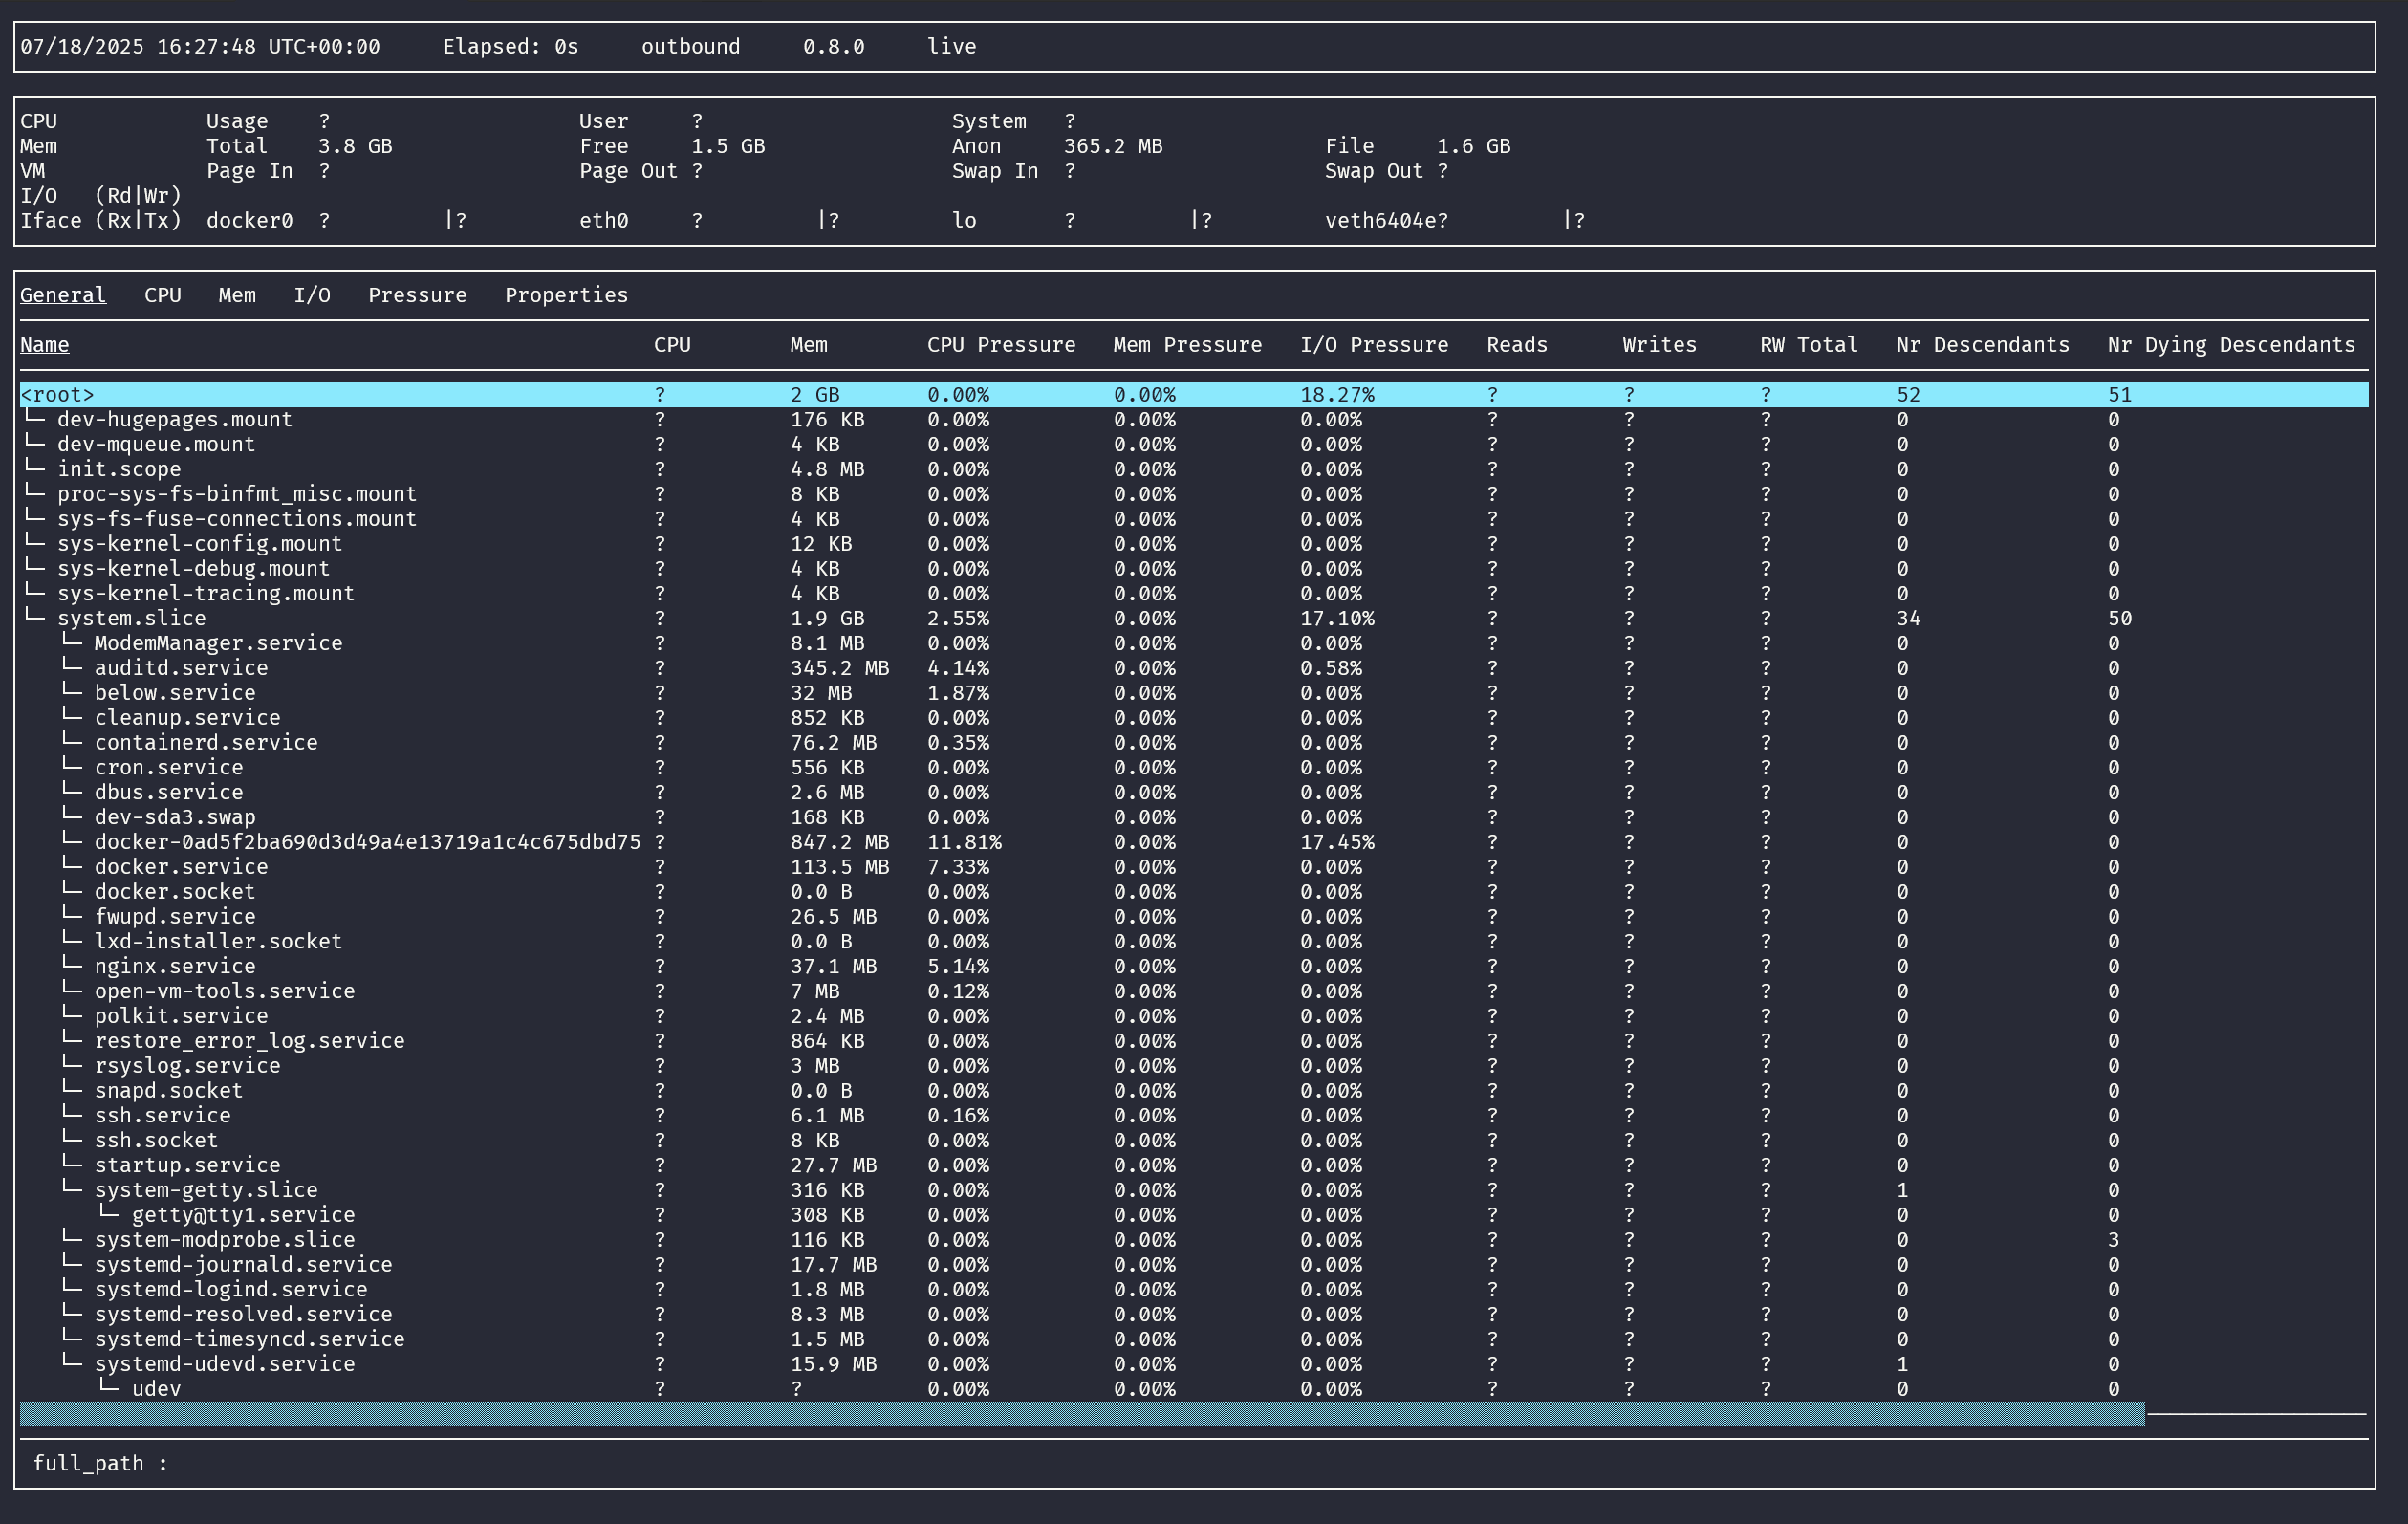 07/18/2025 16:27:48 UTC+00:00     Elapsed: 0s     outbound     0.8.0     live
CPU            Usage    ?                    User     ?                    System   ?
Mem            Total    3.8 GB               Free     1.5 GB               Anon     365.2 MB             File     1.6 GB
VM             Page In  ?                    Page Out ?                    Swap In  ?                    Swap Out ?
I/O   (Rd|Wr)
Iface (Rx|Tx)  docker0  ?         |?         eth0     ?         |?         lo       ?         |?         veth6404e?         |?
General   CPU   Mem   I/O   Pressure   Properties
Name   CPU   Mem   CPU Pressure   Mem Pressure   I/O Pressure   Reads   Writes   RW Total   Nr Descendants   Nr Dying Descendants
<root>   ?   2 GB   0.00%   0.00%   18.27%   ?   ?   ?   52   51
└─ dev-hugepages.mount   ?   176 KB   0.00%   0.00%   0.00%   ?   ?   ?   0   0
└─ dev-mqueue.mount   ?   4 KB   0.00%   0.00%   0.00%   ?   ?   ?   0   0
└─ init.scope   ?   4.8 MB   0.00%   0.00%   0.00%   ?   ?   ?   0   0
└─ proc-sys-fs-binfmt_misc.mount   ?   8 KB   0.00%   0.00%   0.00%   ?   ?   ?   0   0
└─ sys-fs-fuse-connections.mount   ?   4 KB   0.00%   0.00%   0.00%   ?   ?   ?   0   0
└─ sys-kernel-config.mount   ?   12 KB   0.00%   0.00%   0.00%   ?   ?   ?   0   0
└─ sys-kernel-debug.mount   ?   4 KB   0.00%   0.00%   0.00%   ?   ?   ?   0   0
└─ sys-kernel-tracing.mount   ?   4 KB   0.00%   0.00%   0.00%   ?   ?   ?   0   0
└─ system.slice   ?   1.9 GB   2.55%   0.00%   17.10%   ?   ?   ?   34   50
   └─ ModemManager.service   ?   8.1 MB   0.00%   0.00%   0.00%   ?   ?   ?   0   0
   └─ auditd.service   ?   345.2 MB   4.14%   0.00%   0.58%   ?   ?   ?   0   0
   └─ below.service   ?   32 MB   1.87%   0.00%   0.00%   ?   ?   ?   0   0
   └─ cleanup.service   ?   852 KB   0.00%   0.00%   0.00%   ?   ?   ?   0   0
   └─ containerd.service   ?   76.2 MB   0.35%   0.00%   0.00%   ?   ?   ?   0   0
   └─ cron.service   ?   556 KB   0.00%   0.00%   0.00%   ?   ?   ?   0   0
   └─ dbus.service   ?   2.6 MB   0.00%   0.00%   0.00%   ?   ?   ?   0   0
   └─ dev-sda3.swap   ?   168 KB   0.00%   0.00%   0.00%   ?   ?   ?   0   0
   └─ docker-0ad5f2ba690d3d49a4e13719a1c4c675dbd75   ?   847.2 MB   11.81%   0.00%   17.45%   ?   ?   ?   0   0
   └─ docker.service   ?   113.5 MB   7.33%   0.00%   0.00%   ?   ?   ?   0   0
   └─ docker.socket   ?   0.0 B   0.00%   0.00%   0.00%   ?   ?   ?   0   0
   └─ fwupd.service   ?   26.5 MB   0.00%   0.00%   0.00%   ?   ?   ?   0   0
   └─ lxd-installer.socket   ?   0.0 B   0.00%   0.00%   0.00%   ?   ?   ?   0   0
   └─ nginx.service   ?   37.1 MB   5.14%   0.00%   0.00%   ?   ?   ?   0   0
   └─ open-vm-tools.service   ?   7 MB   0.12%   0.00%   0.00%   ?   ?   ?   0   0
   └─ polkit.service   ?   2.4 MB   0.00%   0.00%   0.00%   ?   ?   ?   0   0
   └─ restore_error_log.service   ?   864 KB   0.00%   0.00%   0.00%   ?   ?   ?   0   0
   └─ rsyslog.service   ?   3 MB   0.00%   0.00%   0.00%   ?   ?   ?   0   0
   └─ snapd.socket   ?   0.0 B   0.00%   0.00%   0.00%   ?   ?   ?   0   0
   └─ ssh.service   ?   6.1 MB   0.16%   0.00%   0.00%   ?   ?   ?   0   0
   └─ ssh.socket   ?   8 KB   0.00%   0.00%   0.00%   ?   ?   ?   0   0
   └─ startup.service   ?   27.7 MB   0.00%   0.00%   0.00%   ?   ?   ?   0   0
   └─ system-getty.slice   ?   316 KB   0.00%   0.00%   0.00%   ?   ?   ?   1   0
      └─ getty@tty1.service   ?   308 KB   0.00%   0.00%   0.00%   ?   ?   ?   0   0
   └─ system-modprobe.slice   ?   116 KB   0.00%   0.00%   0.00%   ?   ?   ?   0   3
   └─ systemd-journald.service   ?   17.7 MB   0.00%   0.00%   0.00%   ?   ?   ?   0   0
   └─ systemd-logind.service   ?   1.8 MB   0.00%   0.00%   0.00%   ?   ?   ?   0   0
   └─ systemd-resolved.service   ?   8.3 MB   0.00%   0.00%   0.00%   ?   ?   ?   0   0
   └─ systemd-timesyncd.service   ?   1.5 MB   0.00%   0.00%   0.00%   ?   ?   ?   0   0
   └─ systemd-udevd.service   ?   15.9 MB   0.00%   0.00%   0.00%   ?   ?   ?   1   0
      └─ udev   ?   ?   0.00%   0.00%   0.00%   ?   ?   ?   0   0
full_path :